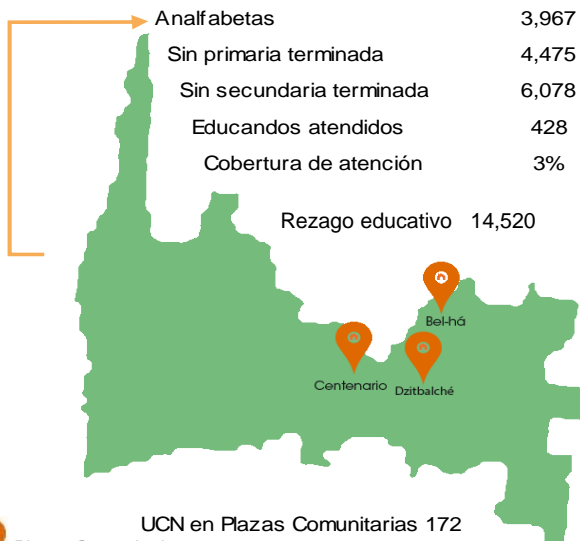 Analfabetas 3,967
Sin primaria terminada 4,475
Sin secundaria terminada 6,078
Educandos atendidos 428
Cobertura de atención 3%
Rezago educativo 14,520
Bel-há
Centenario
Dzitbalché
UCN en Plazas Comunitarias 172